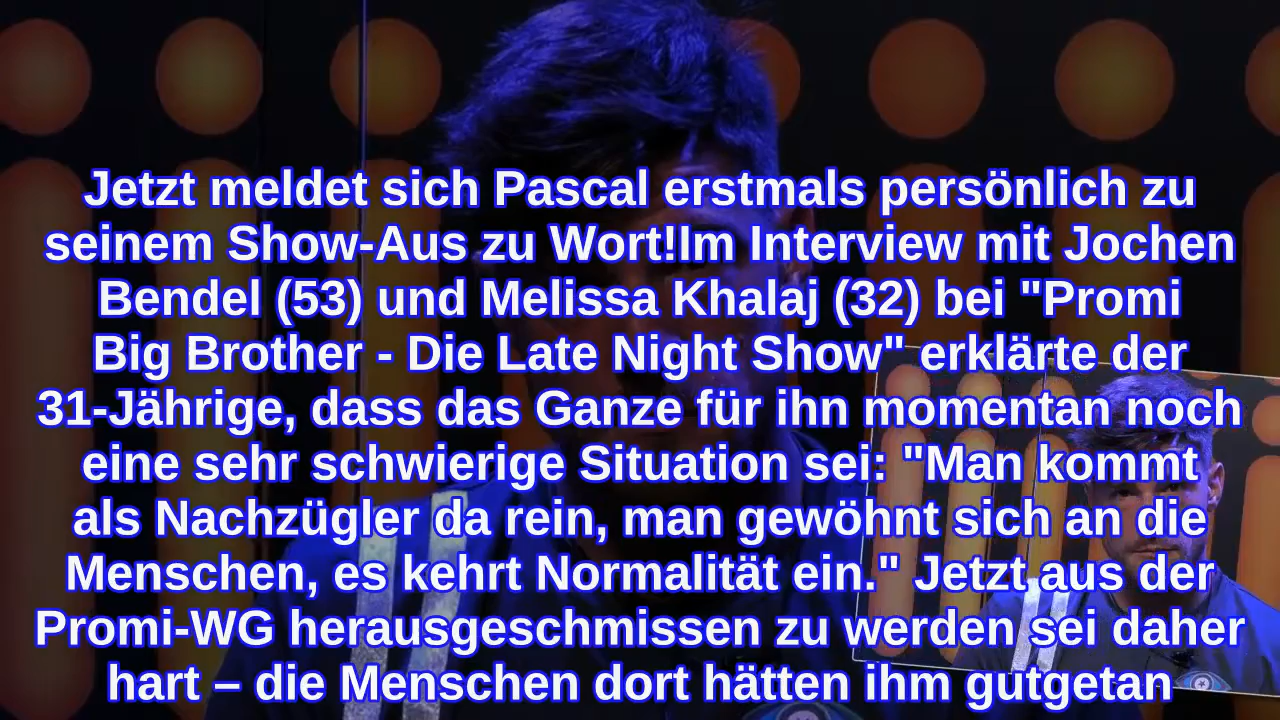 Jetzt meldet sich Pascal erstmals persönlich zu
seinem Show-Aus zu Wort!Im Interview mit Jochen
Bendel (53) und Melissa Khalaj (32) bei "Promi
Big Brother - Die Late Night Show" erklärte der
31-Jährige, dass das Ganze für ihn momentan noch
eine sehr schwierige Situation sei: "Man kommt
als Nachzügler da rein, man gewöhnt sich an die
Menschen, es kehrt Normalität ein." Jetzt aus der
Promi-WG herausgeschmissen zu werden sei daher
hart – die Menschen dort hätten ihm gutgetan